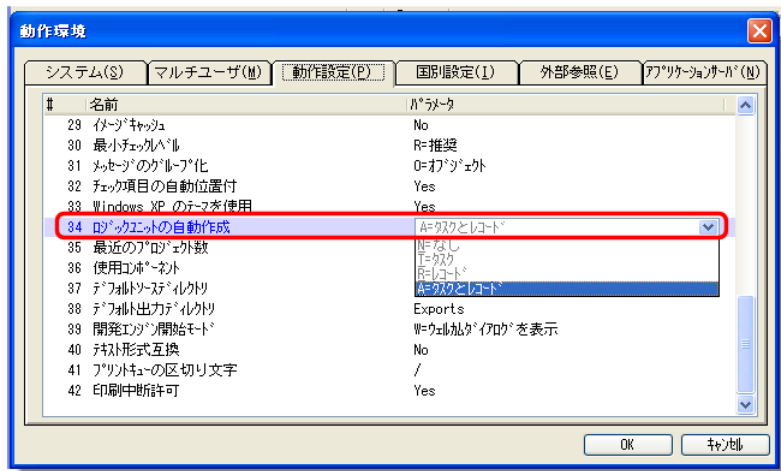 動作環境
システム(S) マルチユーザ(M) 動作設定(P) 国別設定(I) 外部参照(E) ｱﾌﾟﾘｹｰｼｮﾝｻｰﾊﾞ(N)
# 名前 ﾊﾟﾗﾒｰﾀ
29 ｲﾒｰｼﾞｷｬｯｼｭ No
30 最小ﾁｪｯｸﾚﾍﾞﾙ R=推奨
31 ﾒｯｾｰｼﾞのｸﾞﾙｰﾌﾟ化 O=ｵﾌﾞｼﾞｪｸﾄ
32 ﾁｪｯｸ項目の自動位置付 Yes
33 Windows XP のﾃｰﾏを使用 Yes
34 ﾛｼﾞｯｸﾕﾆｯﾄの自動作成 A=ﾀｽｸとﾚｺｰﾄﾞ
35 最近のﾌﾟﾛｼﾞｪｸﾄ数 N=なし
T=ﾀｽｸ
36 使用ｺﾝﾎﾟｰﾈﾝﾄ R=ﾚｺｰﾄﾞ
37 ﾃﾞﾌｫﾙﾄｿｰｽﾃﾞｨﾚｸﾄﾘ A=ﾀｽｸとﾚｺｰﾄﾞ
38 ﾃﾞﾌｫﾙﾄ出力ﾃﾞｨﾚｸﾄﾘ Exports
39 開発ｴﾝｼﾞﾝ開始ﾓｰﾄﾞ W=ｳｪﾙｶﾑﾀﾞｲｱﾛｸﾞを表示
40 ﾃｷｽﾄ形式互換 No
41 ﾌﾟﾘﾝﾄｷｭｰの区切り文字 /
42 印刷中断許可 Yes
OK ｷｬﾝｾﾙ